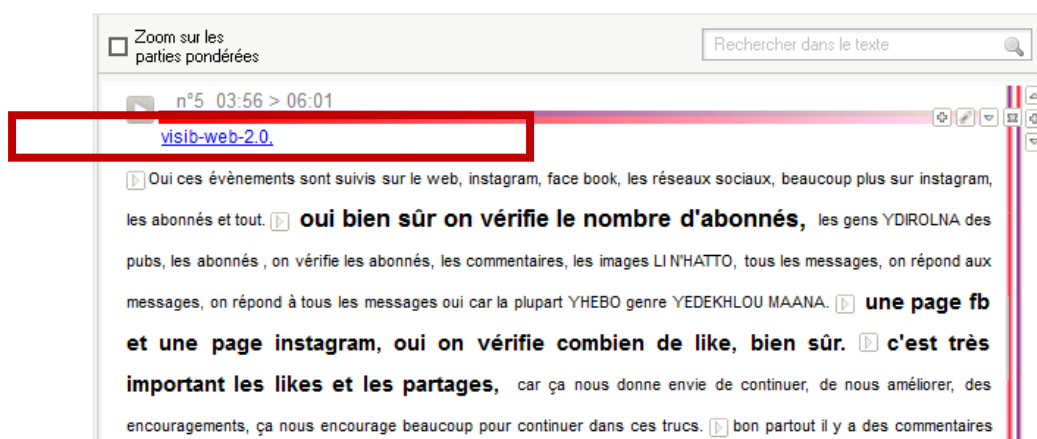 Zoom sur les
parties pondérées
Rechercher dans le texte
n°5 03:56 > 06:01
visib-web-2.0,
Oui ces évènements sont suivis sur le web, instagram, face book, les réseaux sociaux, beaucoup plus sur instagram,
les abonnés et tout. oui bien sûr on vérifie le nombre d'abonnés, les gens YDIROLNA des
pubs, les abonnés , on vérifie les abonnés, les commentaires, les images LI N'HATTO, tous les messages, on répond aux
messages, on répond à tous les messages oui car la plupart YHEBO genre YEDEKHLOU MAANA. une page fb
et une page instagram, oui on vérifie combien de like, bien sûr. c'est très
important les likes et les partages, car ça nous donne envie de continuer, de nous améliorer, des
encouragements, ça nous encourage beaucoup pour continuer dans ces trucs. bon partout il y a des commentaires